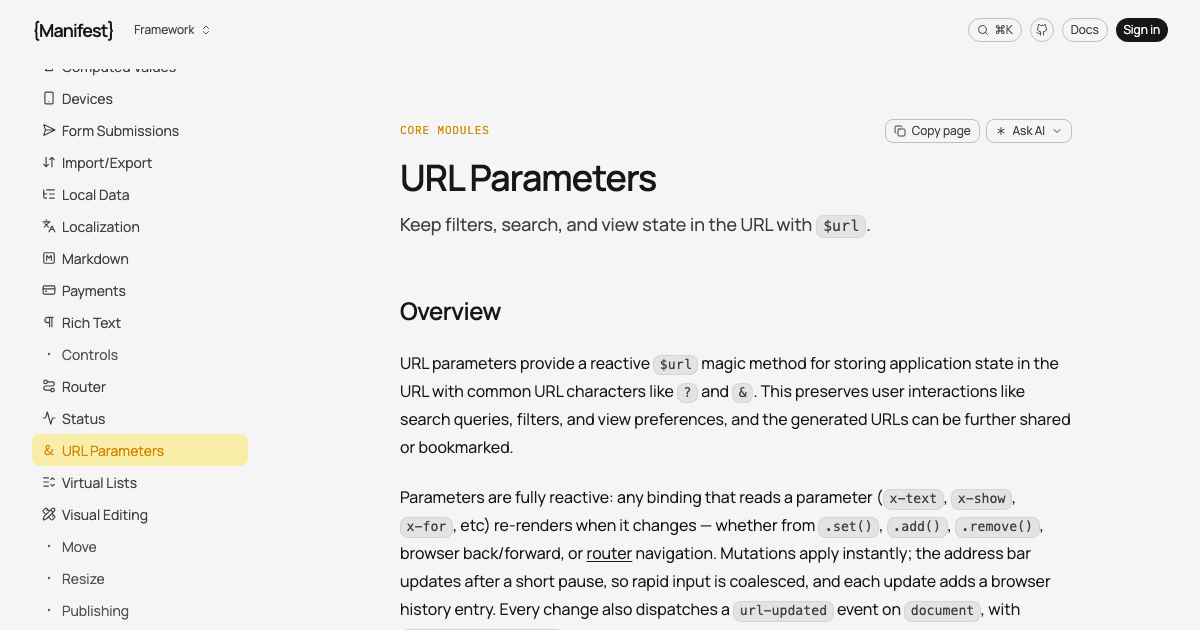 {Manifest}
Framework
⌘K
Docs
Sign in
Computed Values
Devices
Form Submissions
Import/Export
Local Data
Localization
Markdown
Payments
Rich Text
· Controls
Router
Status
& URL Parameters
Virtual Lists
Visual Editing
· Move
· Resize
· Publishing
CORE MODULES
Copy page
Ask AI
URL Parameters
Keep filters, search, and view state in the URL with $url.
Overview
URL parameters provide a reactive $url magic method for storing application state in the
URL with common URL characters like ? and &. This preserves user interactions like
search queries, filters, and view preferences, and the generated URLs can be further shared
or bookmarked.
Parameters are fully reactive: any binding that reads a parameter (x-text, x-show,
x-for, etc) re-renders when it changes — whether from .set(), .add(), .remove(),
browser back/forward, or router navigation. Mutations apply instantly; the address bar
updates after a short pause, so rapid input is coalesced, and each update adds a browser
history entry. Every change also dispatches a url-updated event on document, with